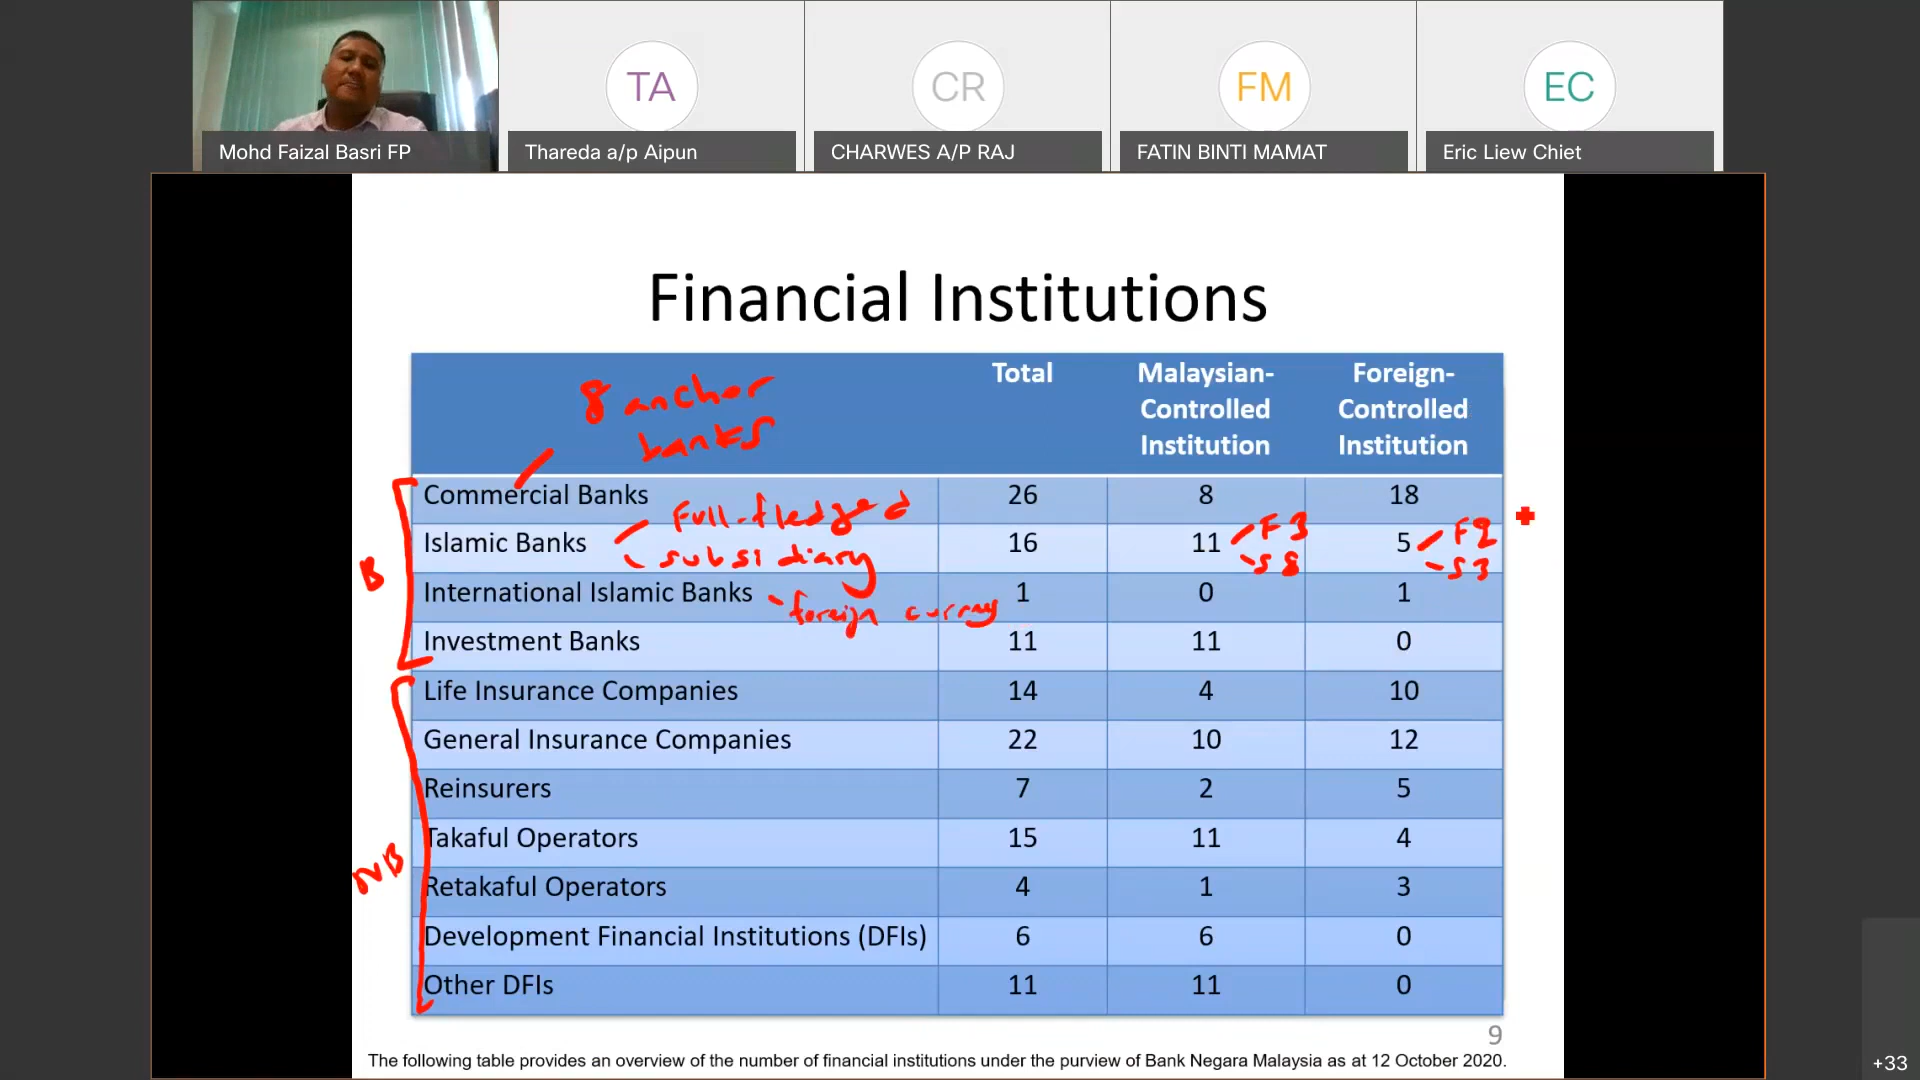 TA
CR
FM
EC
Mohd Faizal Basri FP
Thareda a/p Aipun
CHARWES A/P RAJ
FATIN BINTI MAMAT
Eric Liew Chiet
Financial Institutions
Total
Malaysian-
Controlled
Institution
Foreign-
Controlled
Institution
8 anchor
banks
Commercial Banks 26 8 18
Full-fledged
F 3
F 2
Islamic Banks 16 11 5
subsidiary
S 8
S 3
B
International Islamic Banks 1 0 1
foreign
Investment Banks 11 11 0
Life Insurance Companies 14 4 10
General Insurance Companies 22 10 12
Reinsurers 7 2 5
Takaful Operators 15 11 4
NB
Retakaful Operators 4 1 3
Development Financial Institutions (DFIs) 6 6 0
Other DFIs 11 11 0
9
The following table provides an overview of the number of financial institutions under the purview of Bank Negara Malaysia as at 12 October 2020.
+33